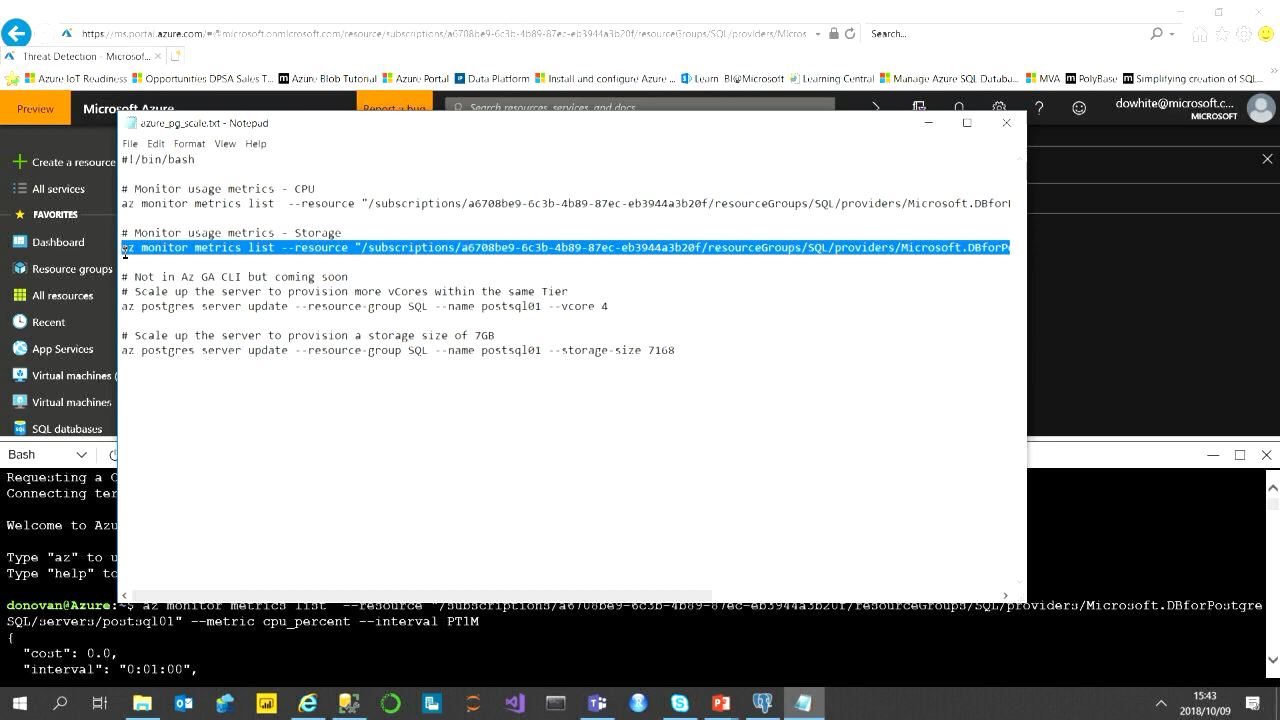 https://ms.portal.azure.com/#@microsoft.onmicrosoft.com/resource/subscriptions/a6708be9-6c3b-4b89-87ec-eb3944a3b20f/resourceGroups/SQL/providers/Micros
Search...
Threat Detection - Microsof...
Azure IoT Readiness
Opportunities DPSA Sales T...
Azure Blob Tutorial
Azure Portal
Data Platform
Install and configure Azure ...
Learn BI@Microsoft
Learning Central
Manage Azure SQL Databa...
MVA
PolyBase
Simplifying creation of SQL...
Preview
Microsoft Azure
Report a bug
Search resources, services, and docs
dowhite@microsoft.c...
MICROSOFT
Create a resource
All services
FAVORITES
Dashboard
Resource groups
All resources
Recent
App Services
Virtual machines (
Virtual machines
SQL databases
azure_pg_scale.txt - Notepad
File Edit Format View Help
#!/bin/bash
# Monitor usage metrics - CPU
az monitor metrics list --resource "/subscriptions/a6708be9-6c3b-4b89-87ec-eb3944a3b20f/resourceGroups/SQL/providers/Microsoft.DBforP
# Monitor usage metrics - Storage
az monitor metrics list --resource "/subscriptions/a6708be9-6c3b-4b89-87ec-eb3944a3b20f/resourceGroups/SQL/providers/Microsoft.DBforP
# Not in Az GA CLI but coming soon
# Scale up the server to provision more vCores within the same Tier
az postgres server update --resource-group SQL --name postsql01 --vcore 4
# Scale up the server to provision a storage size of 7GB
az postgres server update --resource-group SQL --name postsql01 --storage-size 7168
Bash
Requesting a C
Connecting ter
Welcome to Azu
Type "az" to u
Type "help" to
donovan@Azure:~$ az monitor metrics list --resource "/subscriptions/a6708be9-6c3b-4b89-87ec-eb3944a3b20f/resourceGroups/SQL/providers/Microsoft.DBforPostgre
SQL/servers/postsql01" --metric cpu_percent --interval PT1M
{
"cost": 0.0,
"interval": "0:01:00",
15:43
2018/10/09